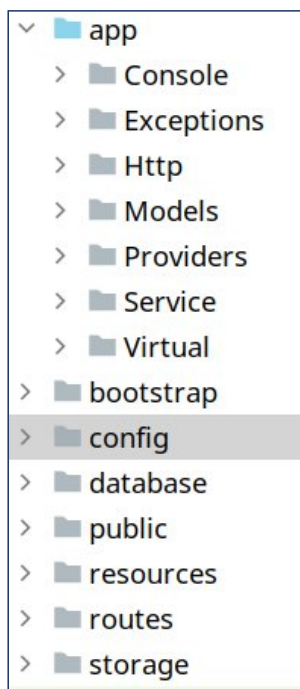 app
Console
Exceptions
Http
Models
Providers
Service
Virtual
bootstrap
config
database
public
resources
routes
storage